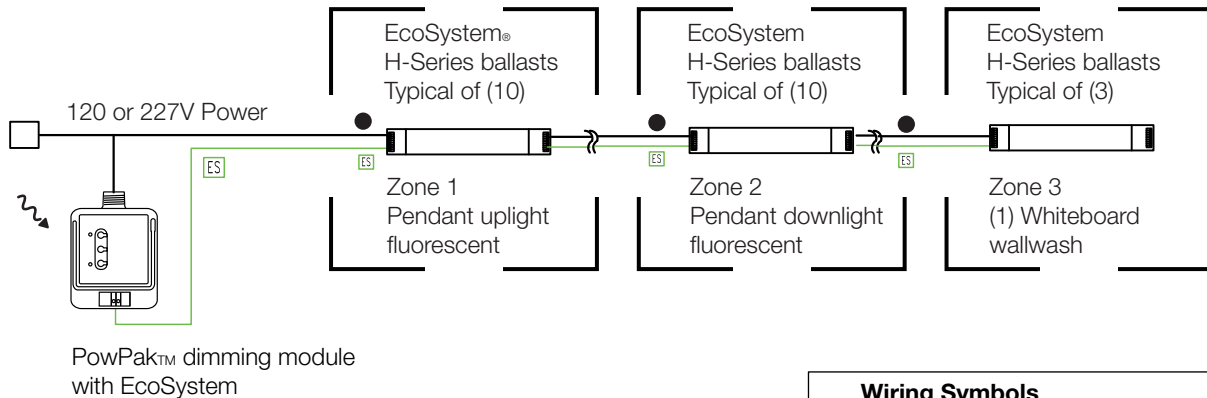 EcoSystem®
H-Series ballasts
Typical of (10)
EcoSystem
H-Series ballasts
Typical of (10)
EcoSystem
H-Series ballasts
Typical of (3)
120 or 227V Power
ES
ES
ES
ES
Zone 1
Pendant uplight
fluorescent
Zone 2
Pendant downlight
fluorescent
Zone 3
(1) Whiteboard
wallwash
PowPak™ dimming module
with EcoSystem
Wiring Symbols